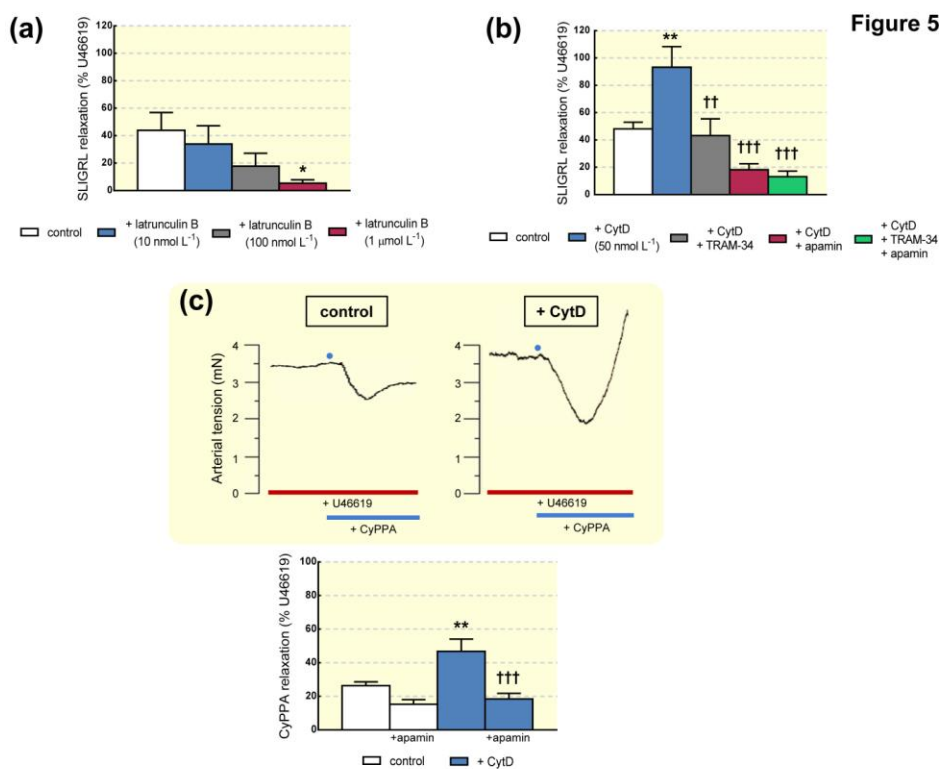 Figure 5
(a)
SLIGRL relaxation (% U46619)
120
100
80
60
40
20
0
*
control
+ latrunculin B
(10 nmol L⁻¹)
+ latrunculin B
(100 nmol L⁻¹)
+ latrunculin B
(1 μmol L⁻¹)
(b)
SLIGRL relaxation (% U46619)
120
100
80
60
40
20
0
**
††
†††
†††
control
+ CytD
(50 nmol L⁻¹)
+ CytD
+ TRAM-34
+ CytD
+ apamin
+ CytD
+ TRAM-34
+ apamin
(c)
control
Arterial tension (mN)
4
3
2
1
0
+ U46619
+ CyPPA
+ CytD
4
3
2
1
0
+ U46619
+ CyPPA
CyPPA relaxation (% U46619)
100
80
60
40
20
0
**
†††
+apamin
+apamin
control
+ CytD